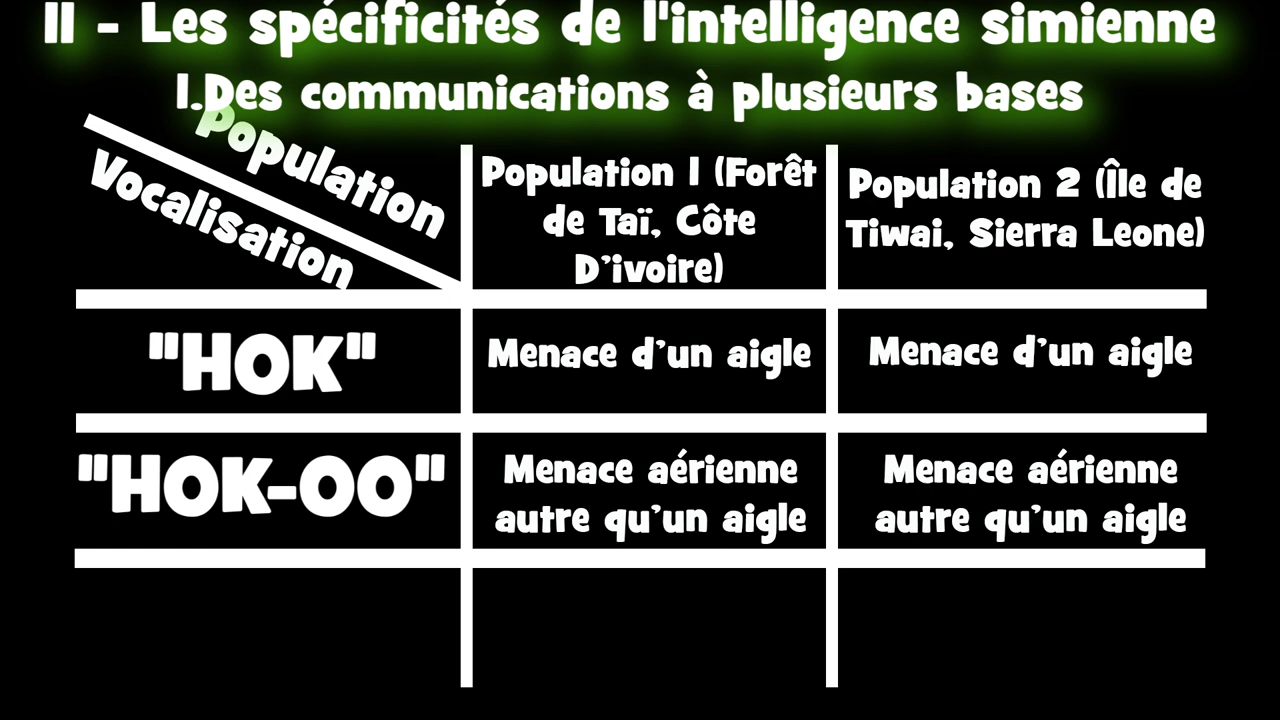 II - Les spécificités de l'intelligence simienne
1.Des communications à plusieurs bases
Population
Vocalisation
Population 1 (Forêt
de Taï, Côte
D'ivoire)
Population 2 (Île de
Tiwai, Sierra Leone)
"HOK"
Menace d'un aigle
Menace d'un aigle
"HOK-OO"
Menace aérienne
autre qu'un aigle
Menace aérienne
autre qu'un aigle